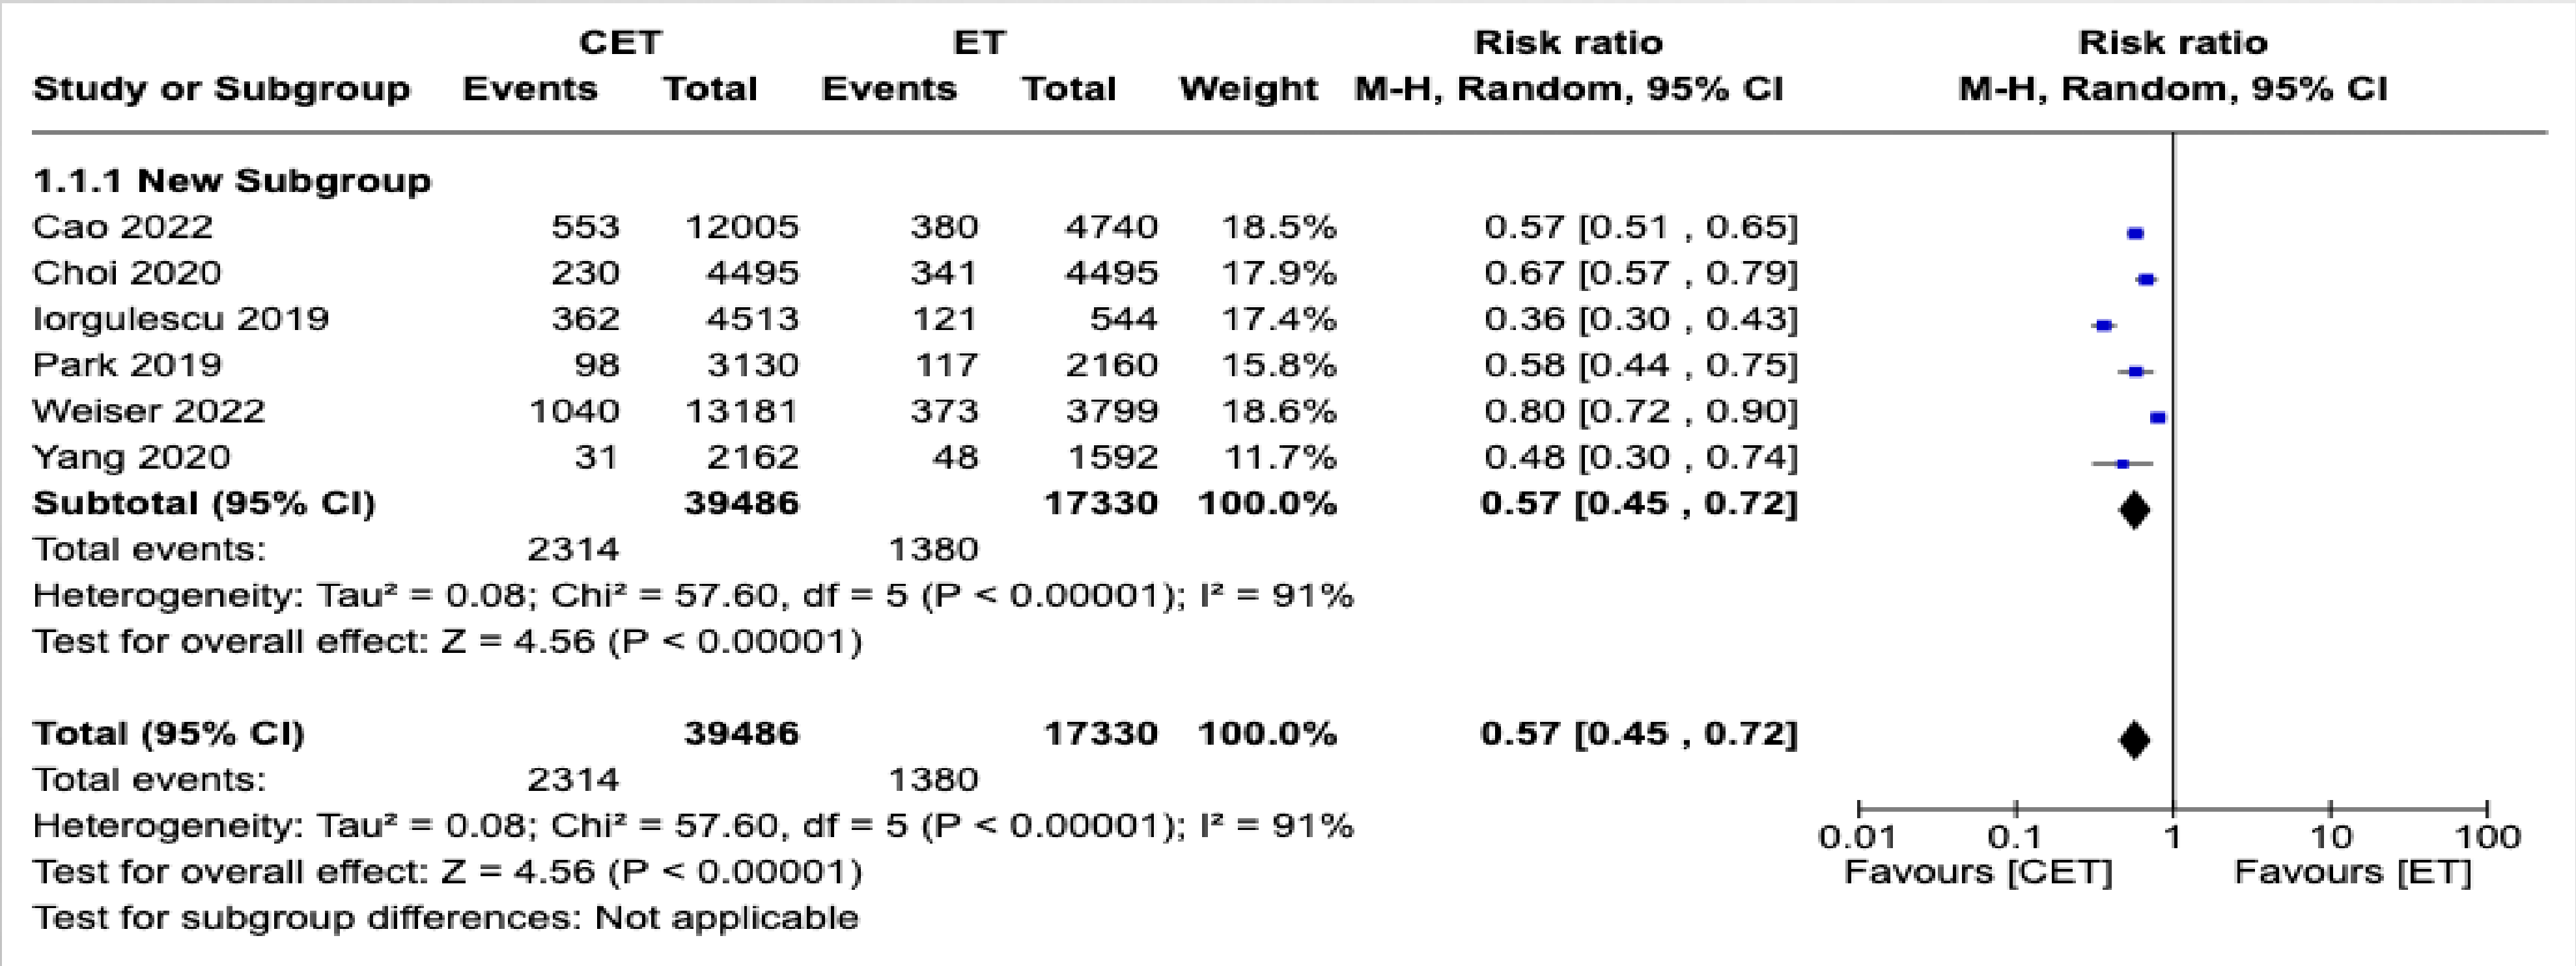 CET ET Risk ratio Risk ratio
Study or Subgroup Events Total Events Total Weight M-H, Random, 95% CI M-H, Random, 95% CI
1.1.1 New Subgroup
Cao 2022 553 12005 380 4740 18.5% 0.57 [0.51 , 0.65]
Choi 2020 230 4495 341 4495 17.9% 0.67 [0.57 , 0.79]
Iorgulescu 2019 362 4513 121 544 17.4% 0.36 [0.30 , 0.43]
Park 2019 98 3130 117 2160 15.8% 0.58 [0.44 , 0.75]
Weiser 2022 1040 13181 373 3799 18.6% 0.80 [0.72 , 0.90]
Yang 2020 31 2162 48 1592 11.7% 0.48 [0.30 , 0.74]
Subtotal (95% CI) 39486 17330 100.0% 0.57 [0.45 , 0.72]
Total events: 2314 1380
Heterogeneity: Tau² = 0.08; Chi² = 57.60, df = 5 (P < 0.00001); I² = 91%
Test for overall effect: Z = 4.56 (P < 0.00001)
Total (95% CI) 39486 17330 100.0% 0.57 [0.45 , 0.72]
Total events: 2314 1380
Heterogeneity: Tau² = 0.08; Chi² = 57.60, df = 5 (P < 0.00001); I² = 91%
0.01 0.1 1 10 100
Test for overall effect: Z = 4.56 (P < 0.00001)
Favours [CET] Favours [ET]
Test for subgroup differences: Not applicable